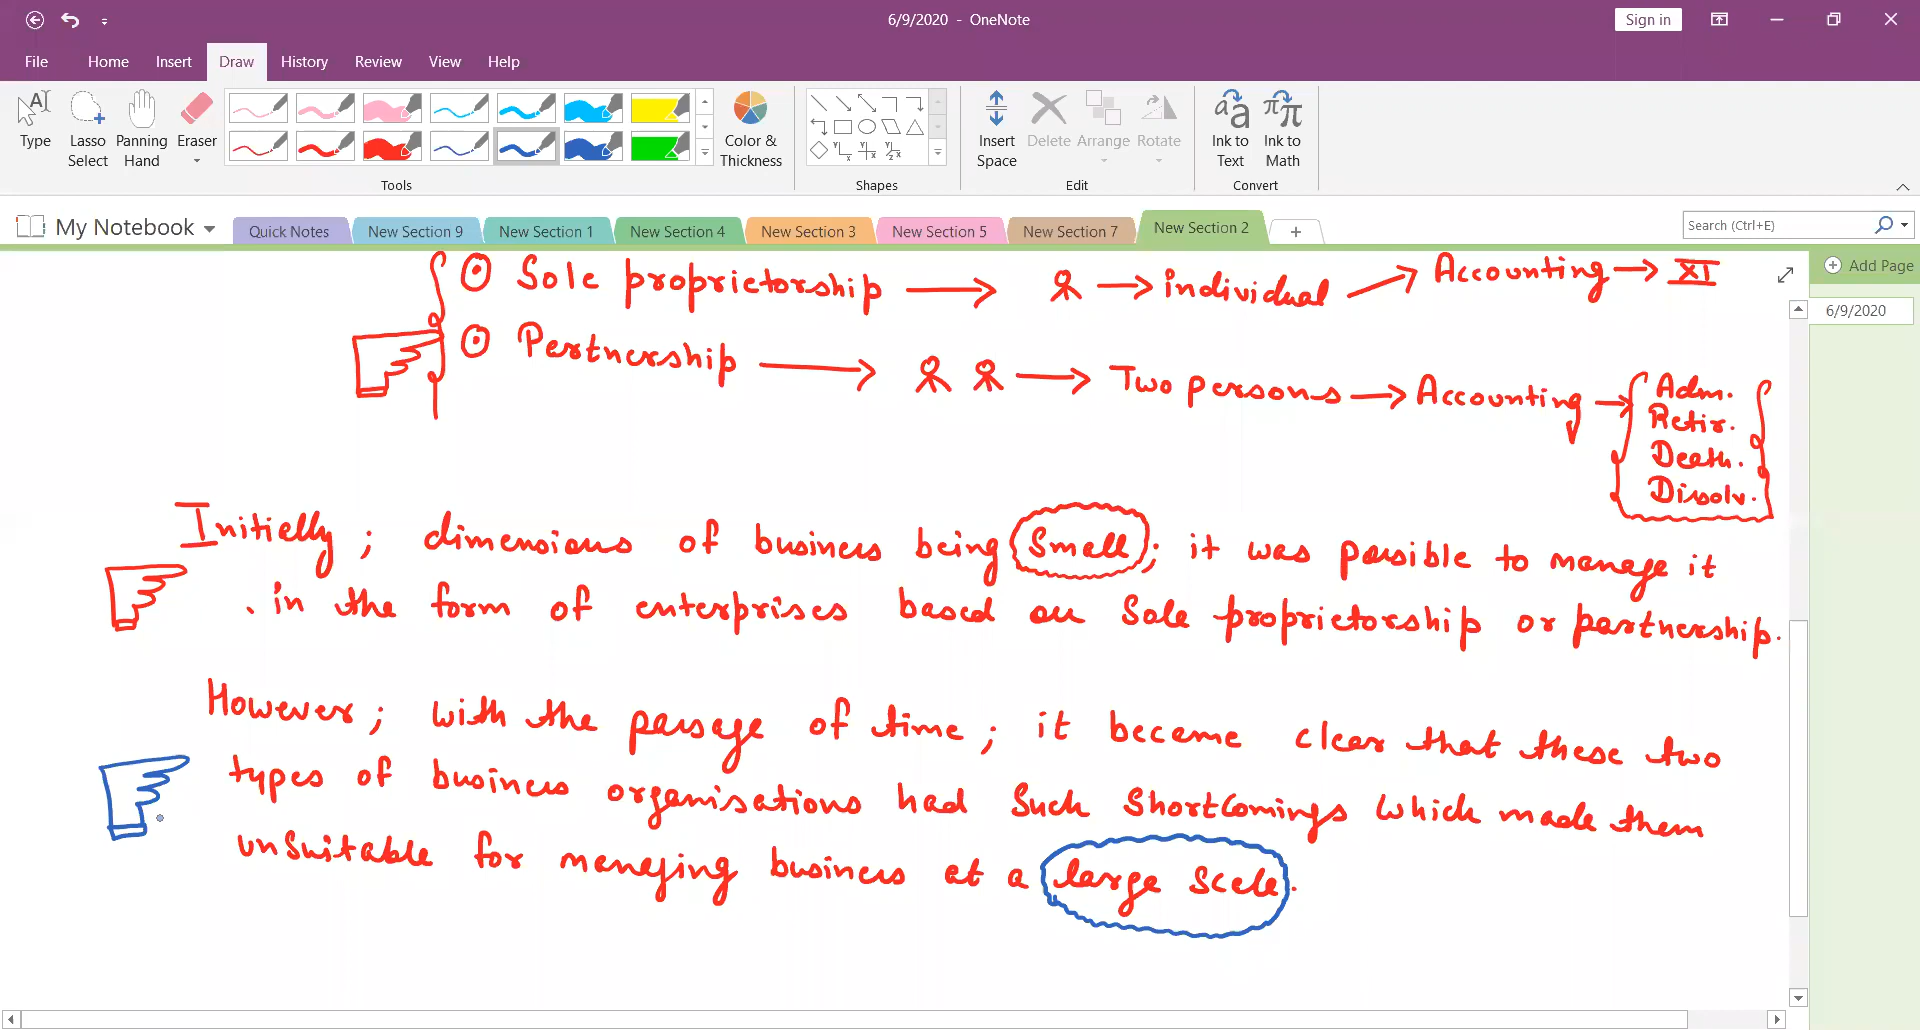 6/9/2020 - OneNote
Sign in
File Home Insert Draw History Review View Help
Type
Lasso Select
Panning Hand
Eraser
Color & Thickness
Insert Space
Delete
Arrange
Rotate
Ink to Text
Ink to Math
Tools
Shapes
Edit
Convert
My Notebook
Quick Notes
New Section 9
New Section 1
New Section 4
New Section 3
New Section 5
New Section 7
New Section 2
Search (Ctrl+E)
Add Page
6/9/2020
Sole proprietorship → → individual → Accounting → XI
Partnership → → Two persons → Accounting →
Adm.
Retir.
Death.
Dissolv.
Initially; dimensions of business being Small; it was possible to manage it
in the form of enterprises based on Sole proprietorship or partnership.
However; with the passage of time; it became clear that these two
types of business organisations had such shortcomings which made them
unsuitable for managing business at a large scale.